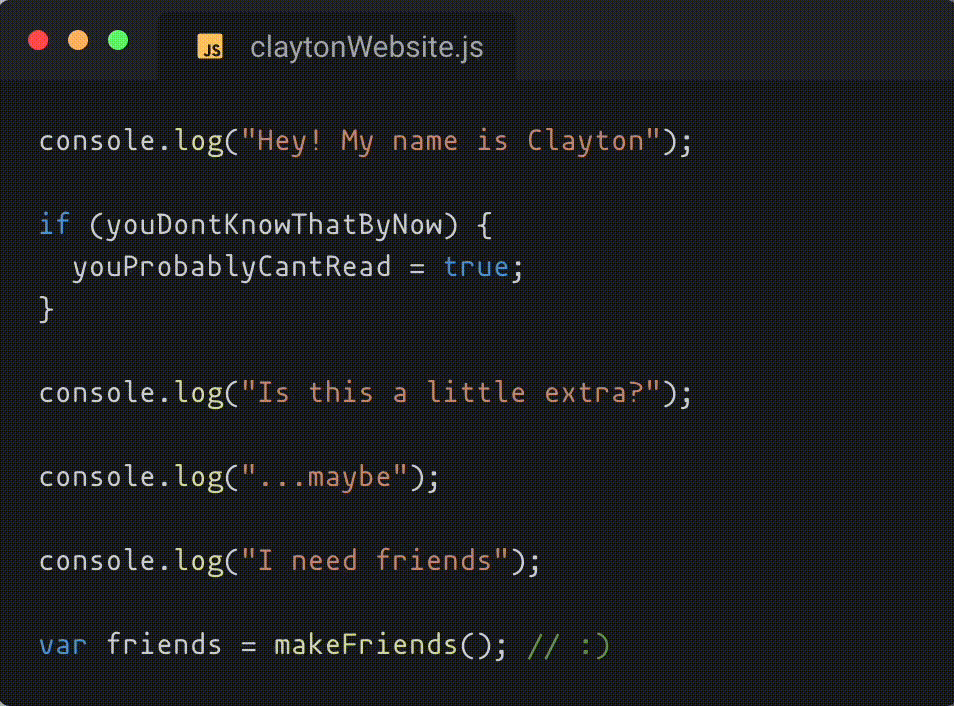 JS claytonWebsite.js
console.log("Hey! My name is Clayton");
if (youDontKnowThatByNow) {
  youProbablyCantRead = true;
}
console.log("Is this a little extra?");
console.log("...maybe");
console.log("I need friends");
var friends = makeFriends(); // :)